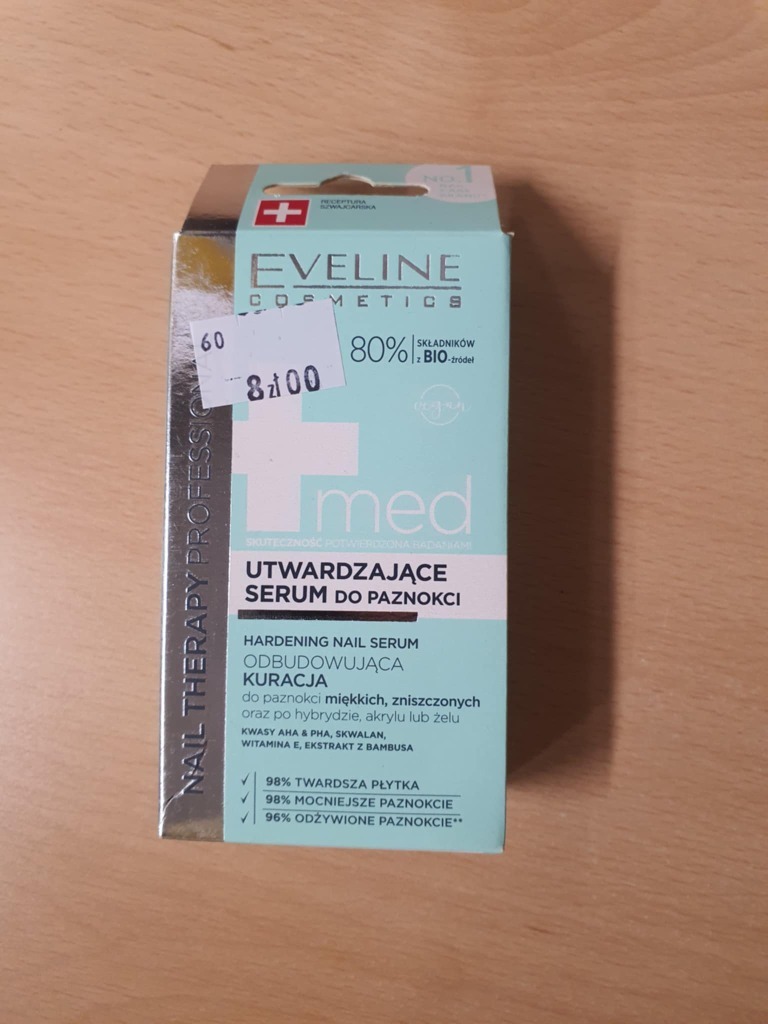 NO.1
RECEPTURA
SZWAJCARSKA
EVELINE
COSMETICS
60
8 zł 00
80%
SKŁADNIKÓW
z BIO-źródeł
vegan
med
SKUTECZNOŚĆ POTWIERDZONA BADANIAMI
UTWARDZAJĄCE
SERUM DO PAZNOKCI
HARDENING NAIL SERUM
ODBUDOWUJĄCA
KURACJA
do paznokci miękkich, zniszczonych
oraz po hybrydzie, akrylu lub żelu
KWASY AHA & PHA, SKWALAN,
WITAMINA E, EKSTRAKT Z BAMBUSA
✓ 98% TWARDSZA PŁYTKA
✓ 98% MOCNIEJSZE PAZNOKCIE
✓ 96% ODŻYWIONE PAZNOKCIE**
NAIL THERAPY PROFESSION